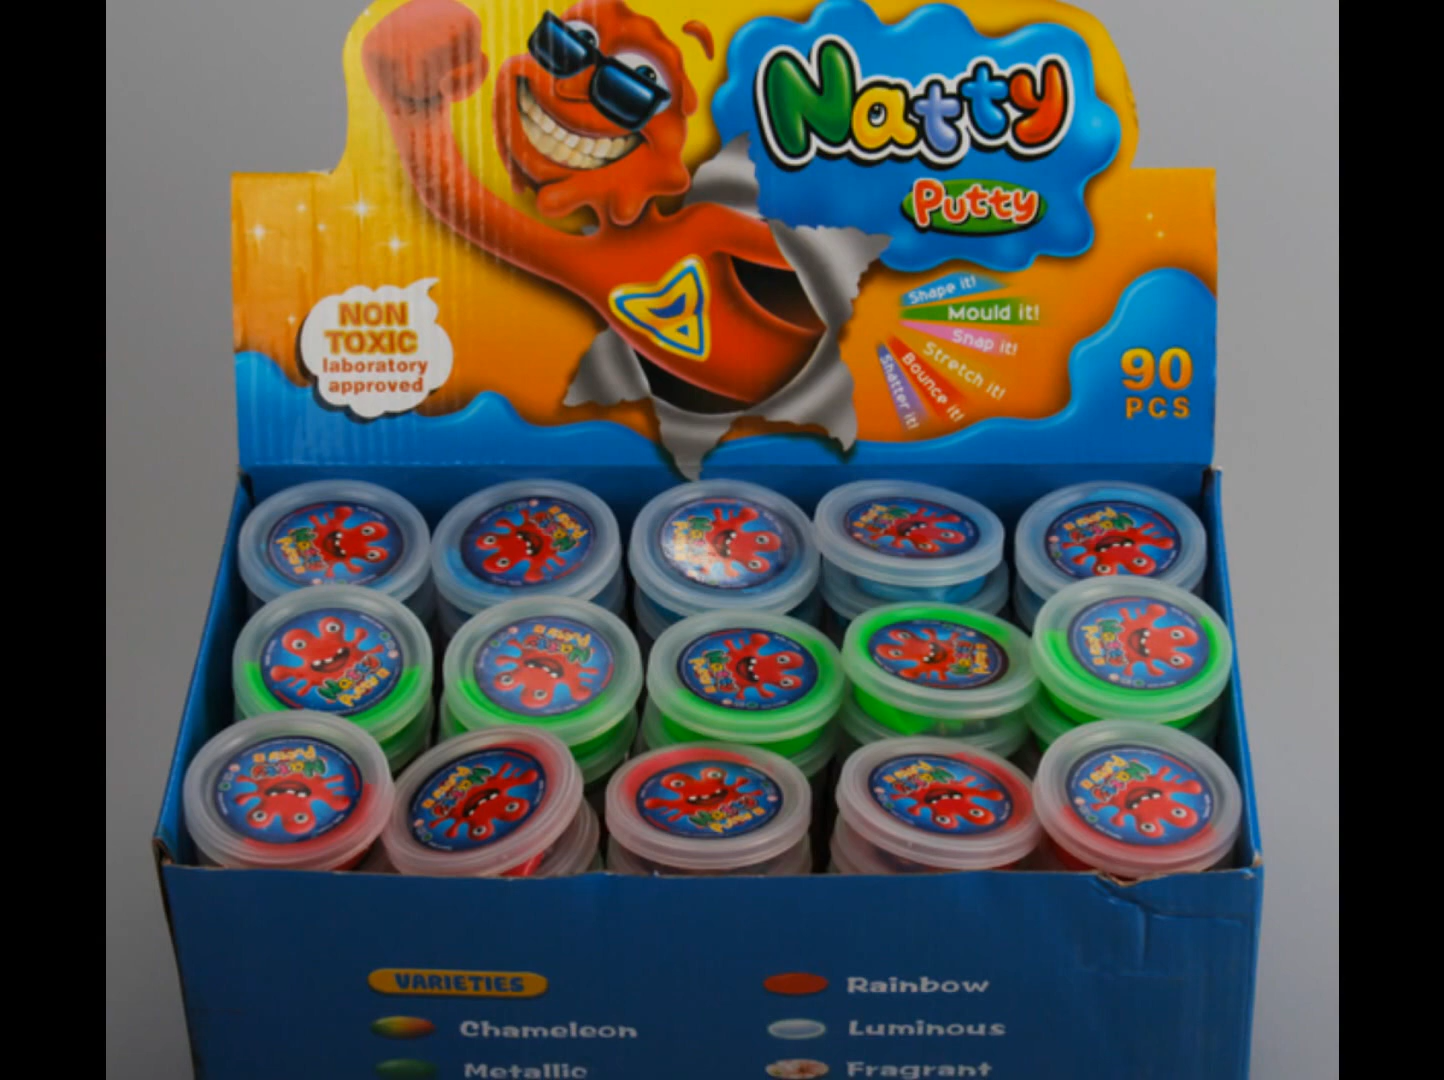 Natty
Putty
NON
TOXIC
laboratory
approved
Shape it!
Mould it!
Snap it!
Stretch it!
Bounce it!
Shatter it!
90
PCS
VARIETIES
Rainbow
Chameleon
Luminous
Metallic
Fragrant